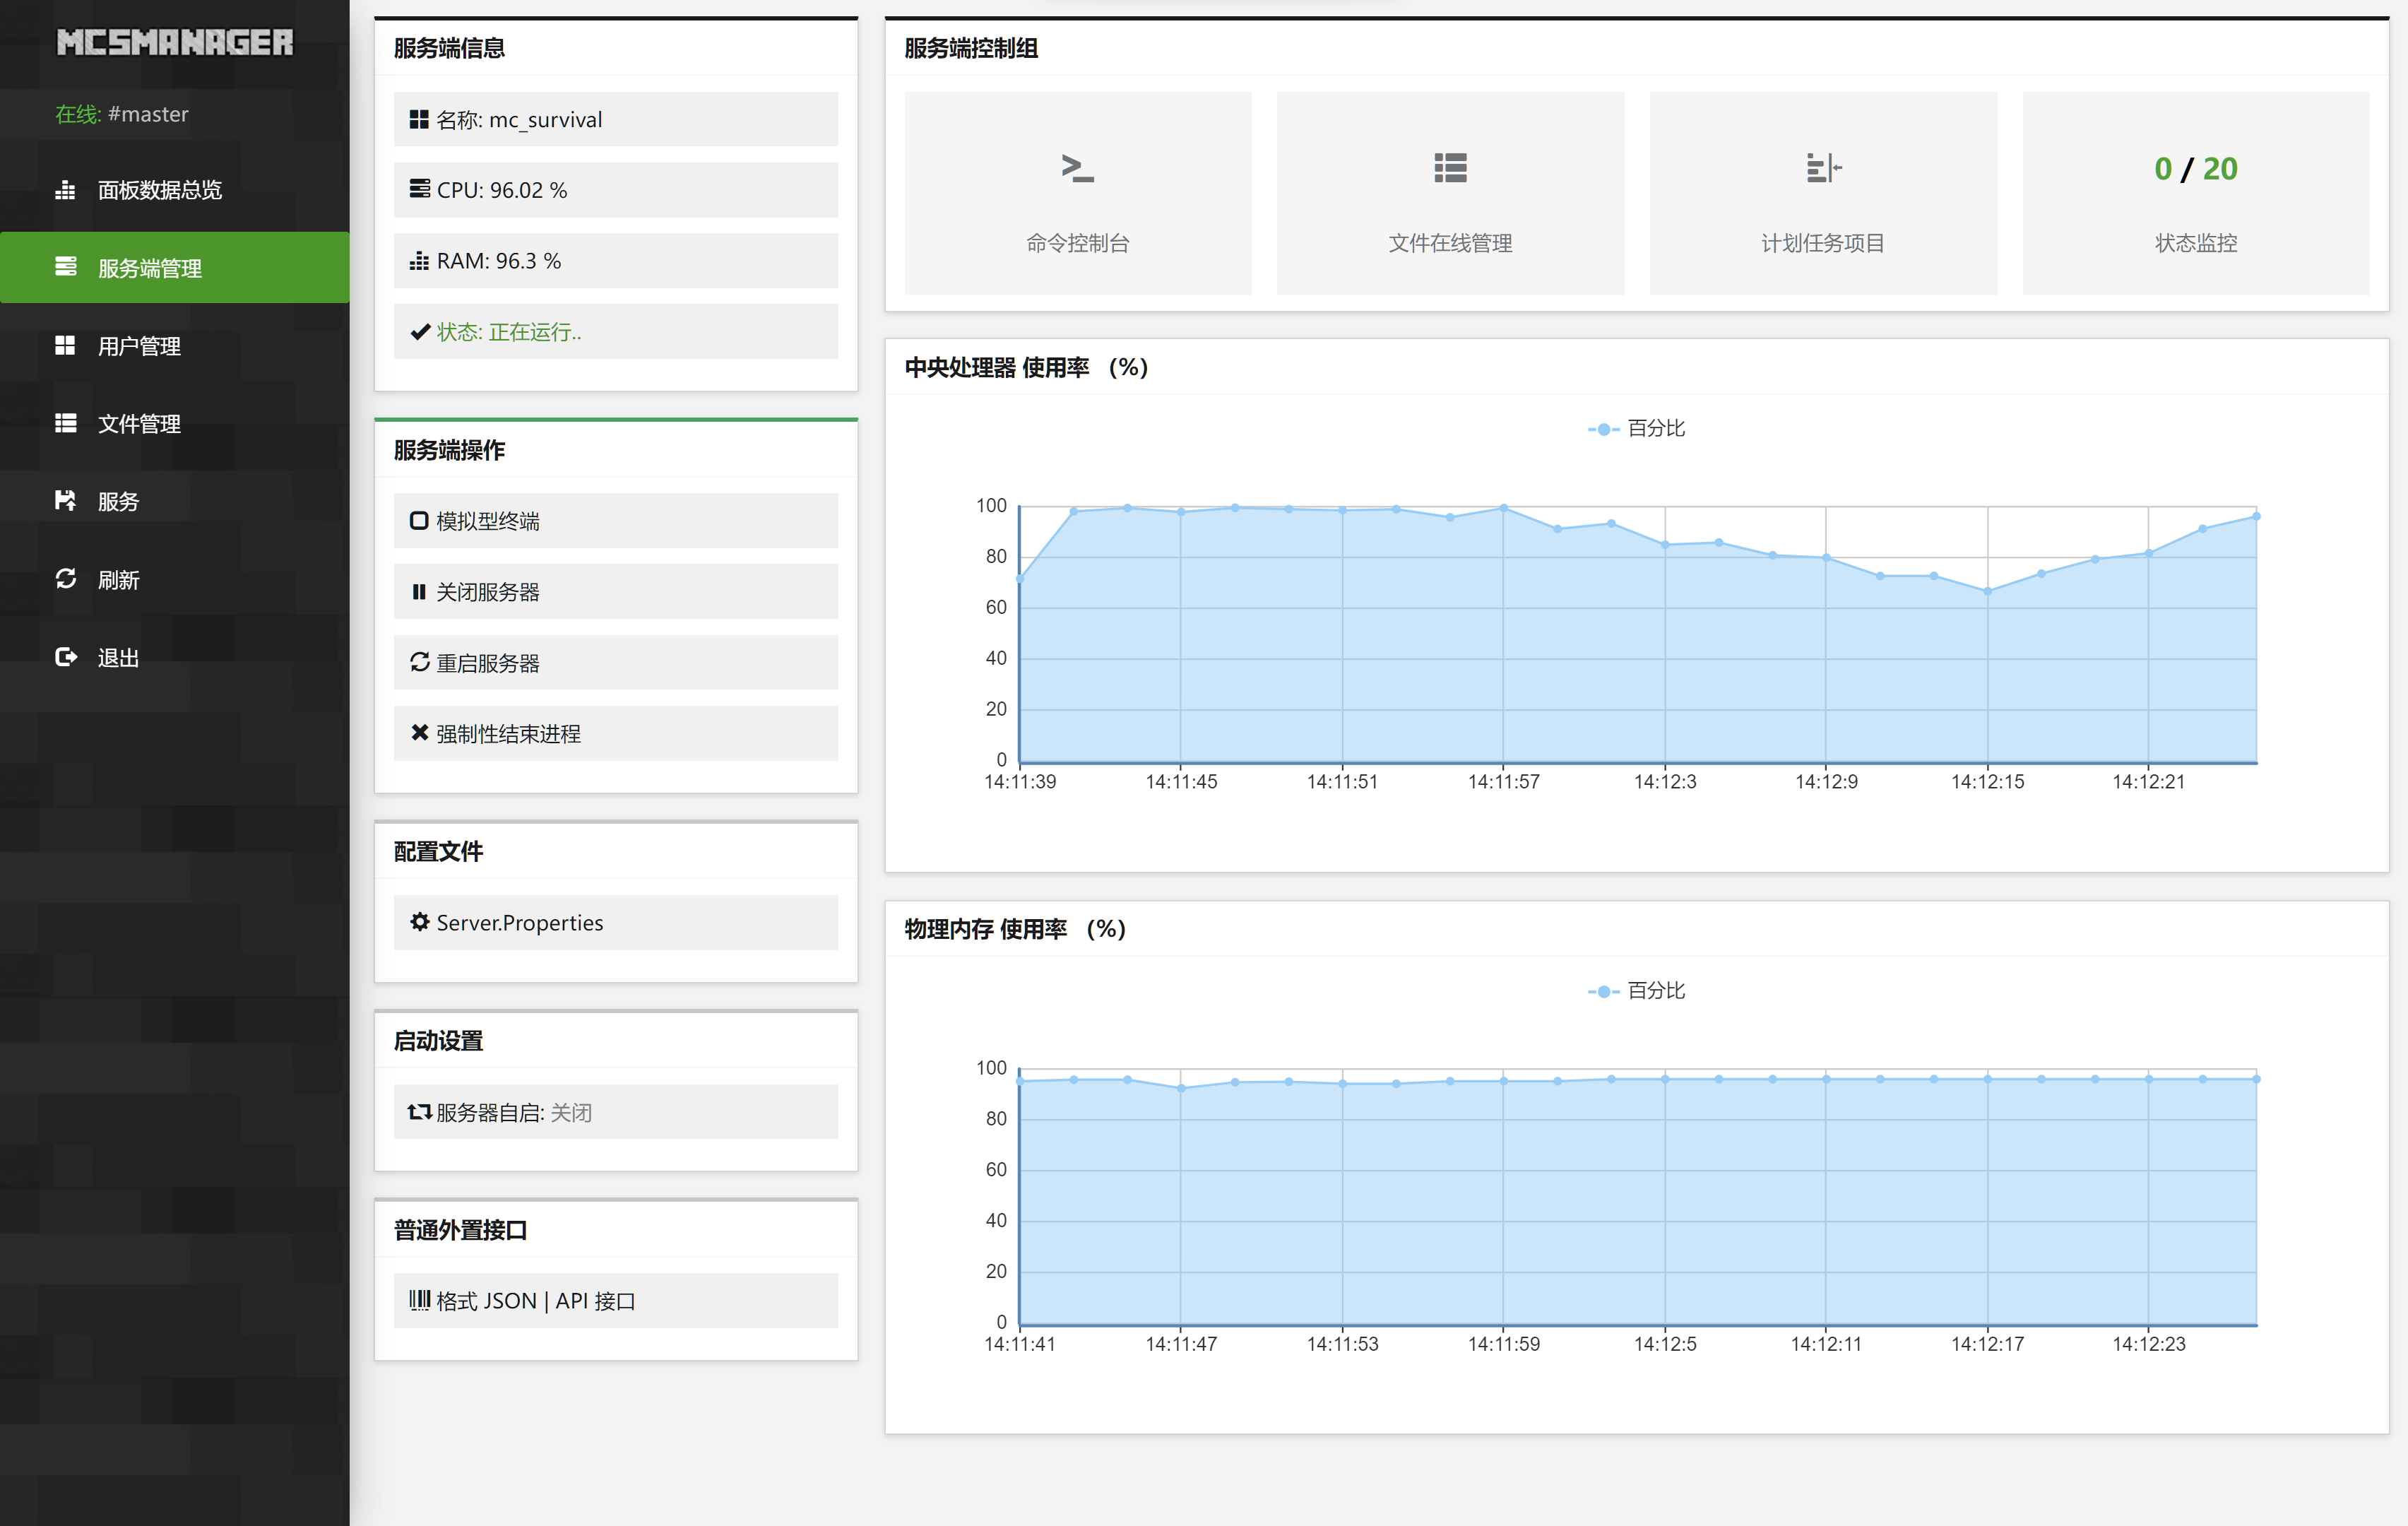 MCSMANAGER
在线: #master
面板数据总览
服务端管理
用户管理
文件管理
服务
刷新
退出
服务端信息
名称: mc_survival
CPU: 96.02 %
RAM: 96.3 %
状态: 正在运行..
服务端操作
模拟型终端
关闭服务器
重启服务器
强制性结束进程
配置文件
Server.Properties
启动设置
服务器自启: 关闭
普通外置接口
格式 JSON | API 接口
服务端控制组
命令控制台
文件在线管理
计划任务项目
0 / 20
状态监控
中央处理器 使用率 （%）
百分比
100
80
60
40
20
0
14:11:39 14:11:45 14:11:51 14:11:57 14:12:3 14:12:9 14:12:15 14:12:21
物理内存 使用率 （%）
百分比
100
80
60
40
20
0
14:11:41 14:11:47 14:11:53 14:11:59 14:12:5 14:12:11 14:12:17 14:12:23